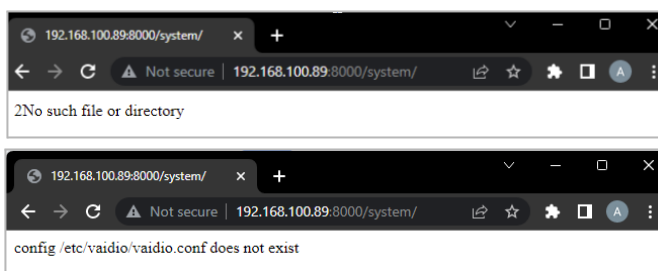 192.168.100.89:8000/system/
Not secure 192.168.100.89:8000/system/
A
2No such file or directory
192.168.100.89:8000/system/
Not secure 192.168.100.89:8000/system/
A
config /etc/vaidio/vaidio.conf does not exist